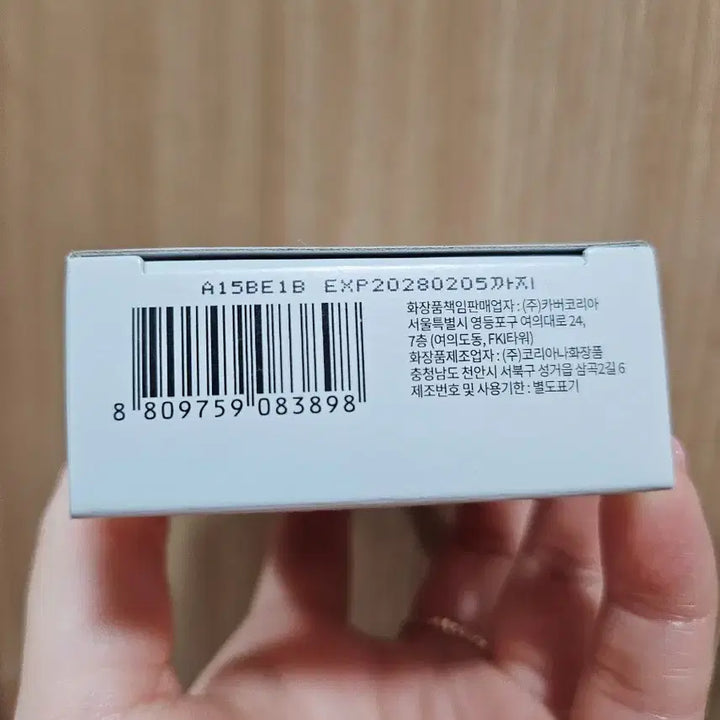 A15BE1B EXP20280205까지
8 809759 083898
화장품책임판매업자 : (주)카버코리아
서울특별시 영등포구 여의대로 24,
7층 (여의도동, FKI타워)
화장품제조업자 : (주)코리아나화장품
충청남도 천안시 서북구 성거읍 삼곡2길 6
제조번호 및 사용기한 : 별도표기